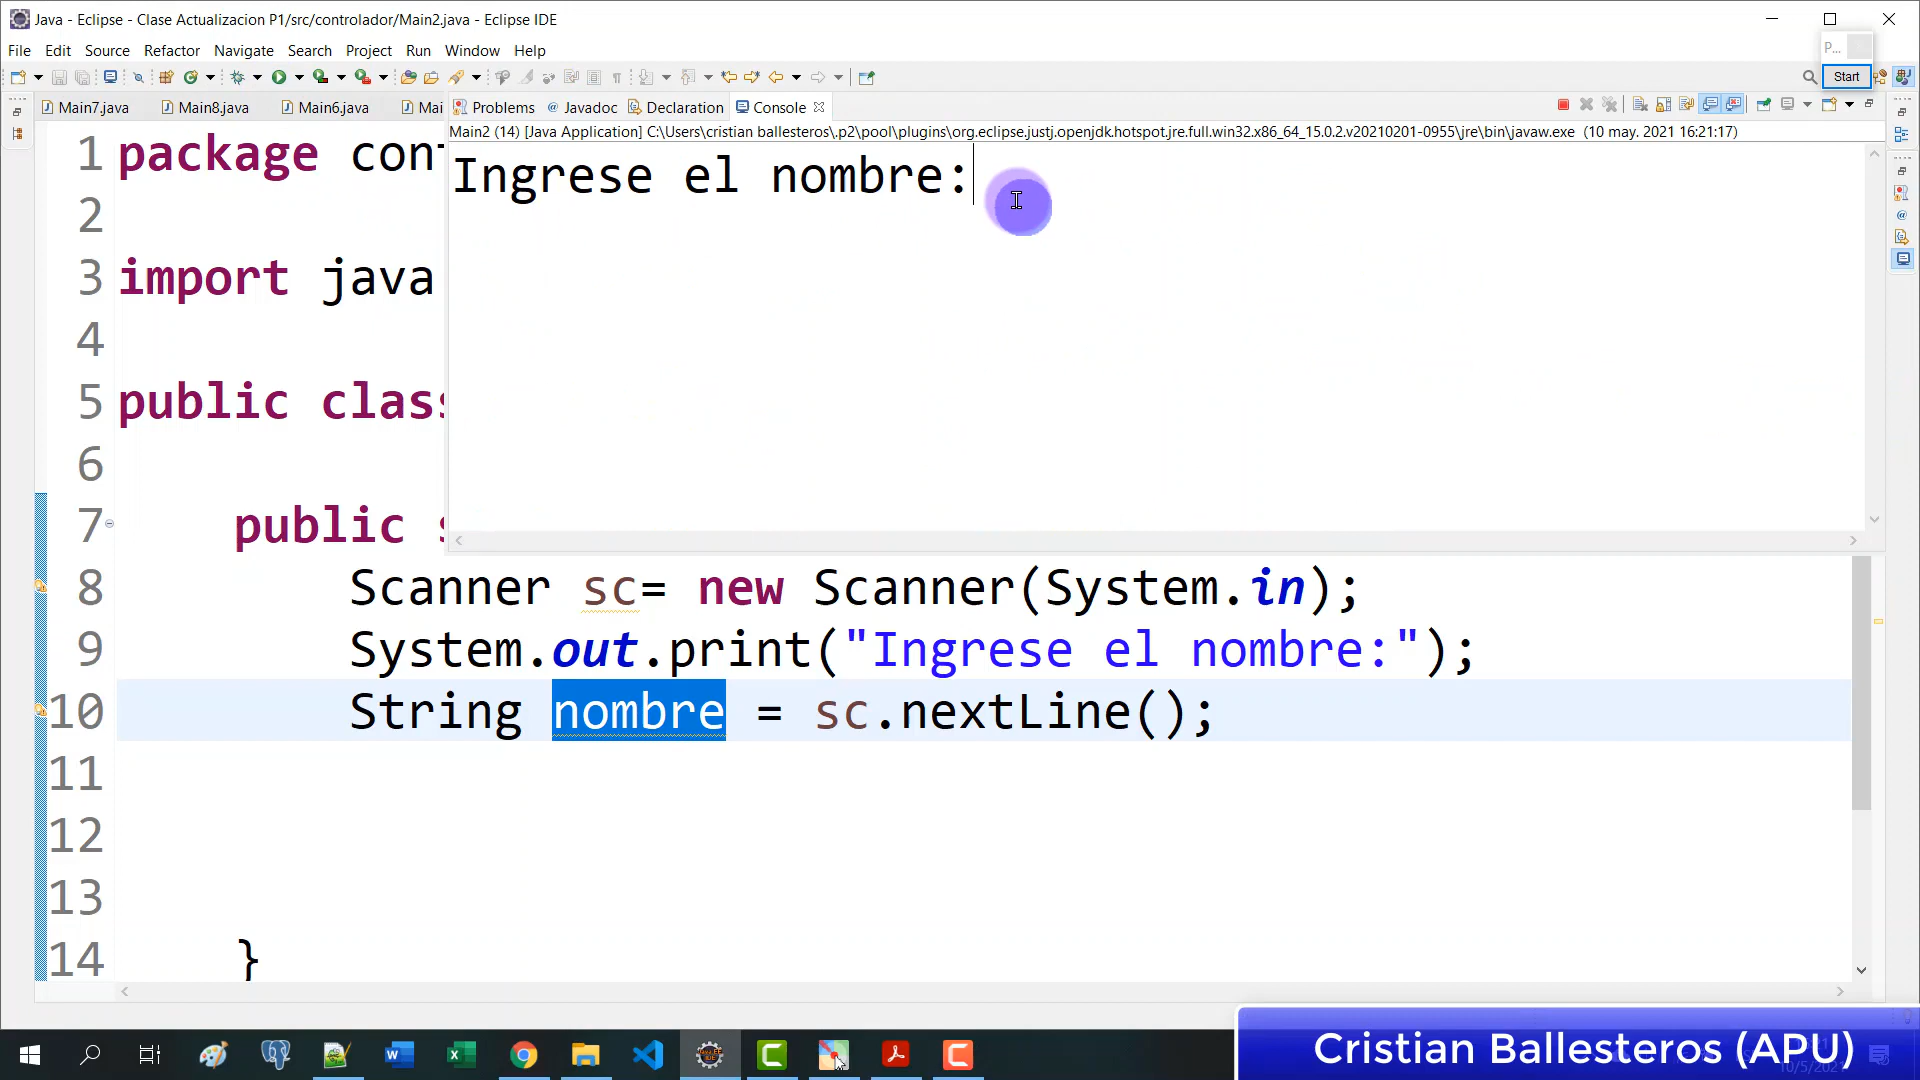 Java - Eclipse - Clase Actualizacion P1/src/controlador/Main2.java - Eclipse IDE
File Edit Source Refactor Navigate Search Project Run Window Help
P...
Start
Main7.java Main8.java Main6.java Mai Problems Javadoc Declaration Console
Main2 (14) [Java Application] C:\Users\cristian ballesteros\.p2\pool\plugins\org.eclipse.justj.openjdk.hotspot.jre.full.win32.x86_64_15.0.2.v20210201-0955\jre\bin\javaw.exe (10 may. 2021 16:21:17)
Ingrese el nombre:
1 package con
2
3 import java
4
5 public clas
6
7 public s
8 Scanner sc= new Scanner(System.in);
9 System.out.print("Ingrese el nombre:");
10 String nombre = sc.nextLine();
11
12
13
14 }
Cristian Ballesteros (APU)